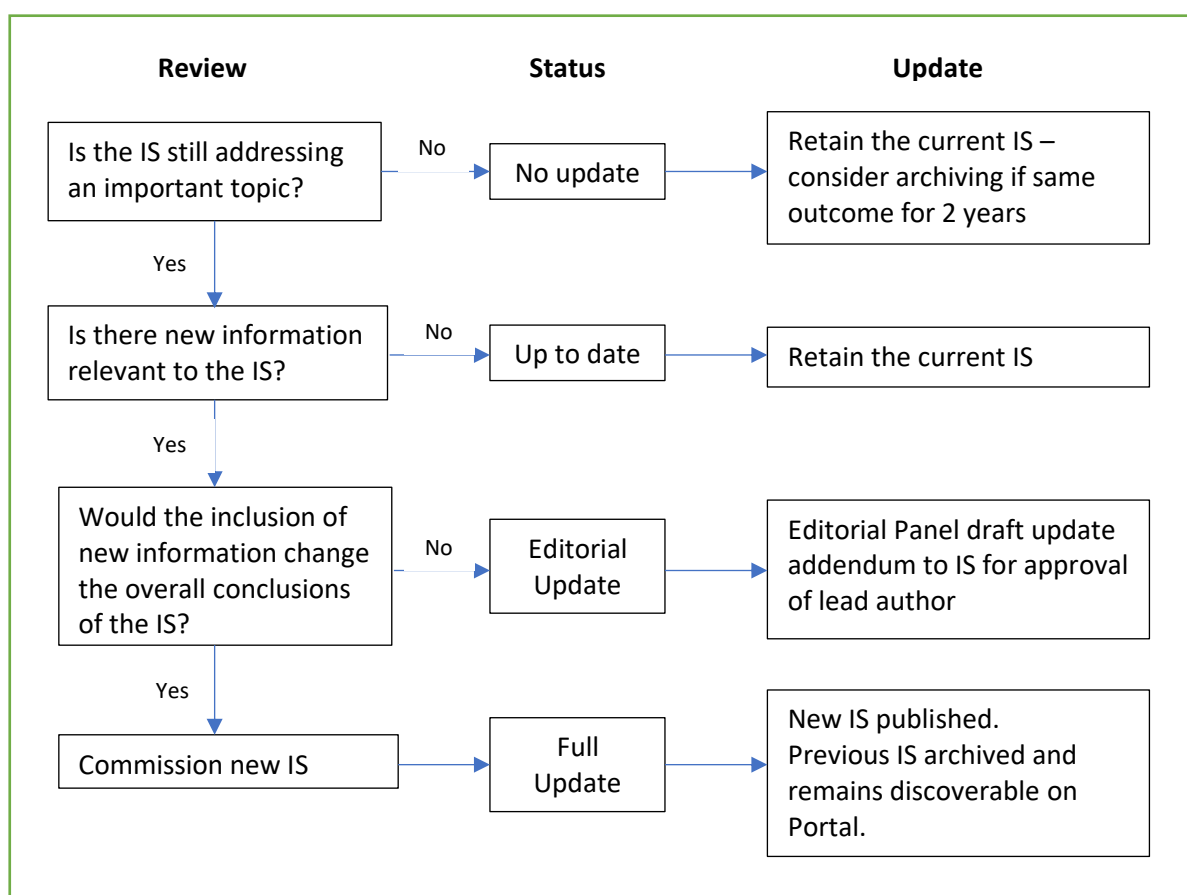 Review
Status
Update
Is the IS still addressing
an important topic?
No
No update
Retain the current IS –
consider archiving if same
outcome for 2 years
Yes
Is there new information
relevant to the IS?
No
Up to date
Retain the current IS
Yes
Would the inclusion of
new information change
the overall conclusions
of the IS?
No
Editorial
Update
Editorial Panel draft update
addendum to IS for approval
of lead author
Yes
Commission new IS
Full
Update
New IS published.
Previous IS archived and
remains discoverable on
Portal.